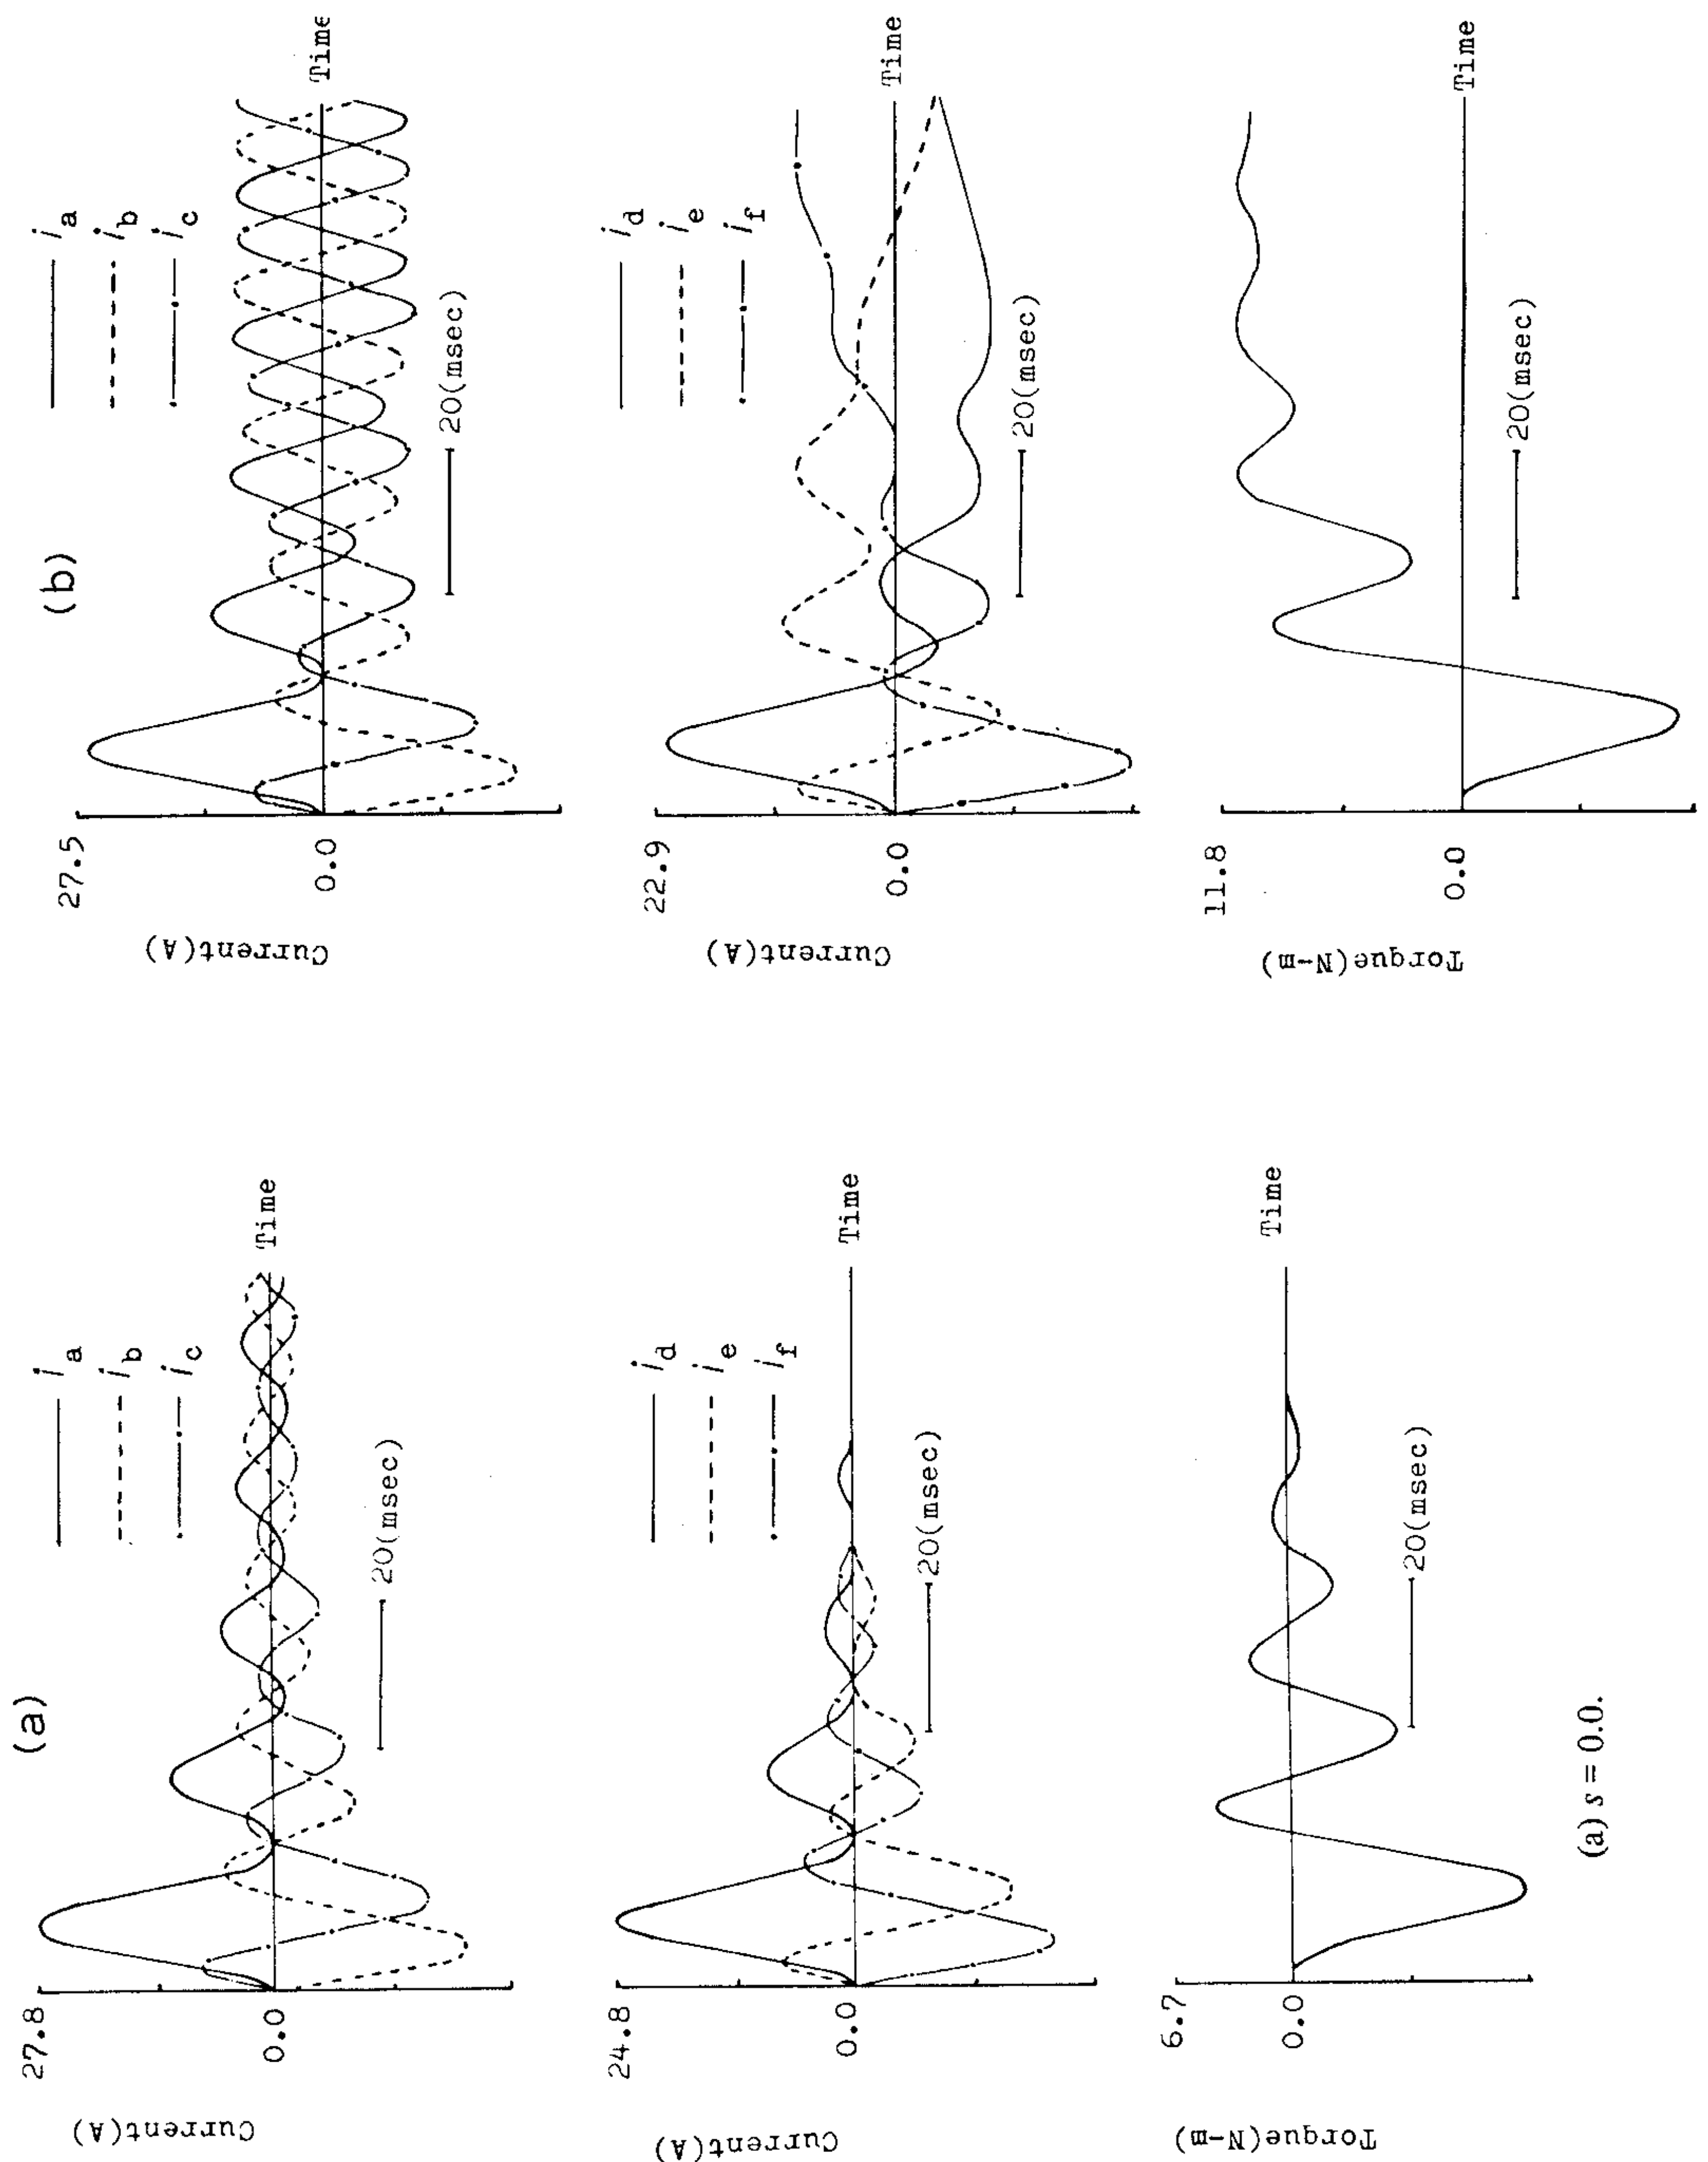 (a)
i_a
i_b
i_c
27.8
0.0
Current(A)
Time
20(msec)
i_d
i_e
i_f
24.8
0.0
Current(A)
Time
20(msec)
6.7
0.0
Torque(N-m)
Time
20(msec)
(a) s = 0.0.
(b)
i_a
i_b
i_c
27.5
0.0
Current(A)
Time
20(msec)
i_d
i_e
i_f
22.9
0.0
Current(A)
Time
20(msec)
11.8
0.0
Torque(N-m)
Time
20(msec)